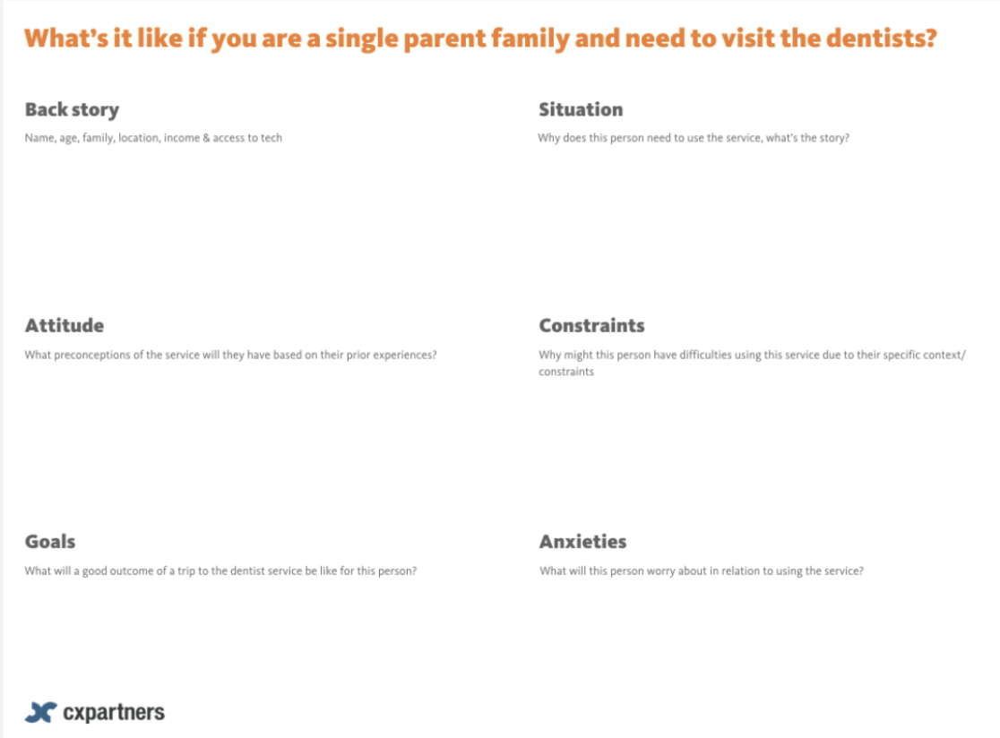 What's it like if you are a single parent family and need to visit the dentists?
Back story
Name, age, family, location, income & access to tech
Situation
Why does this person need to use the service, what's the story?
Attitude
What preconceptions of the service will they have based on their prior experiences?
Constraints
Why might this person have difficulties using this service due to their specific context/
constraints
Goals
What will a good outcome of a trip to the dentist service be like for this person?
Anxieties
What will this person worry about in relation to using the service?
cxpartners